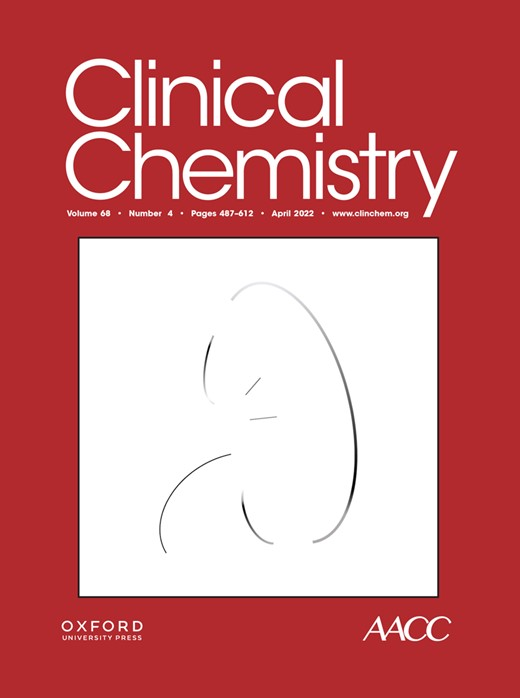 Clinical
Chemistry
Volume 68 • Number 4 • Pages 487–612 • April 2022 • www.clinchem.org
OXFORD
UNIVERSITY PRESS
AACC